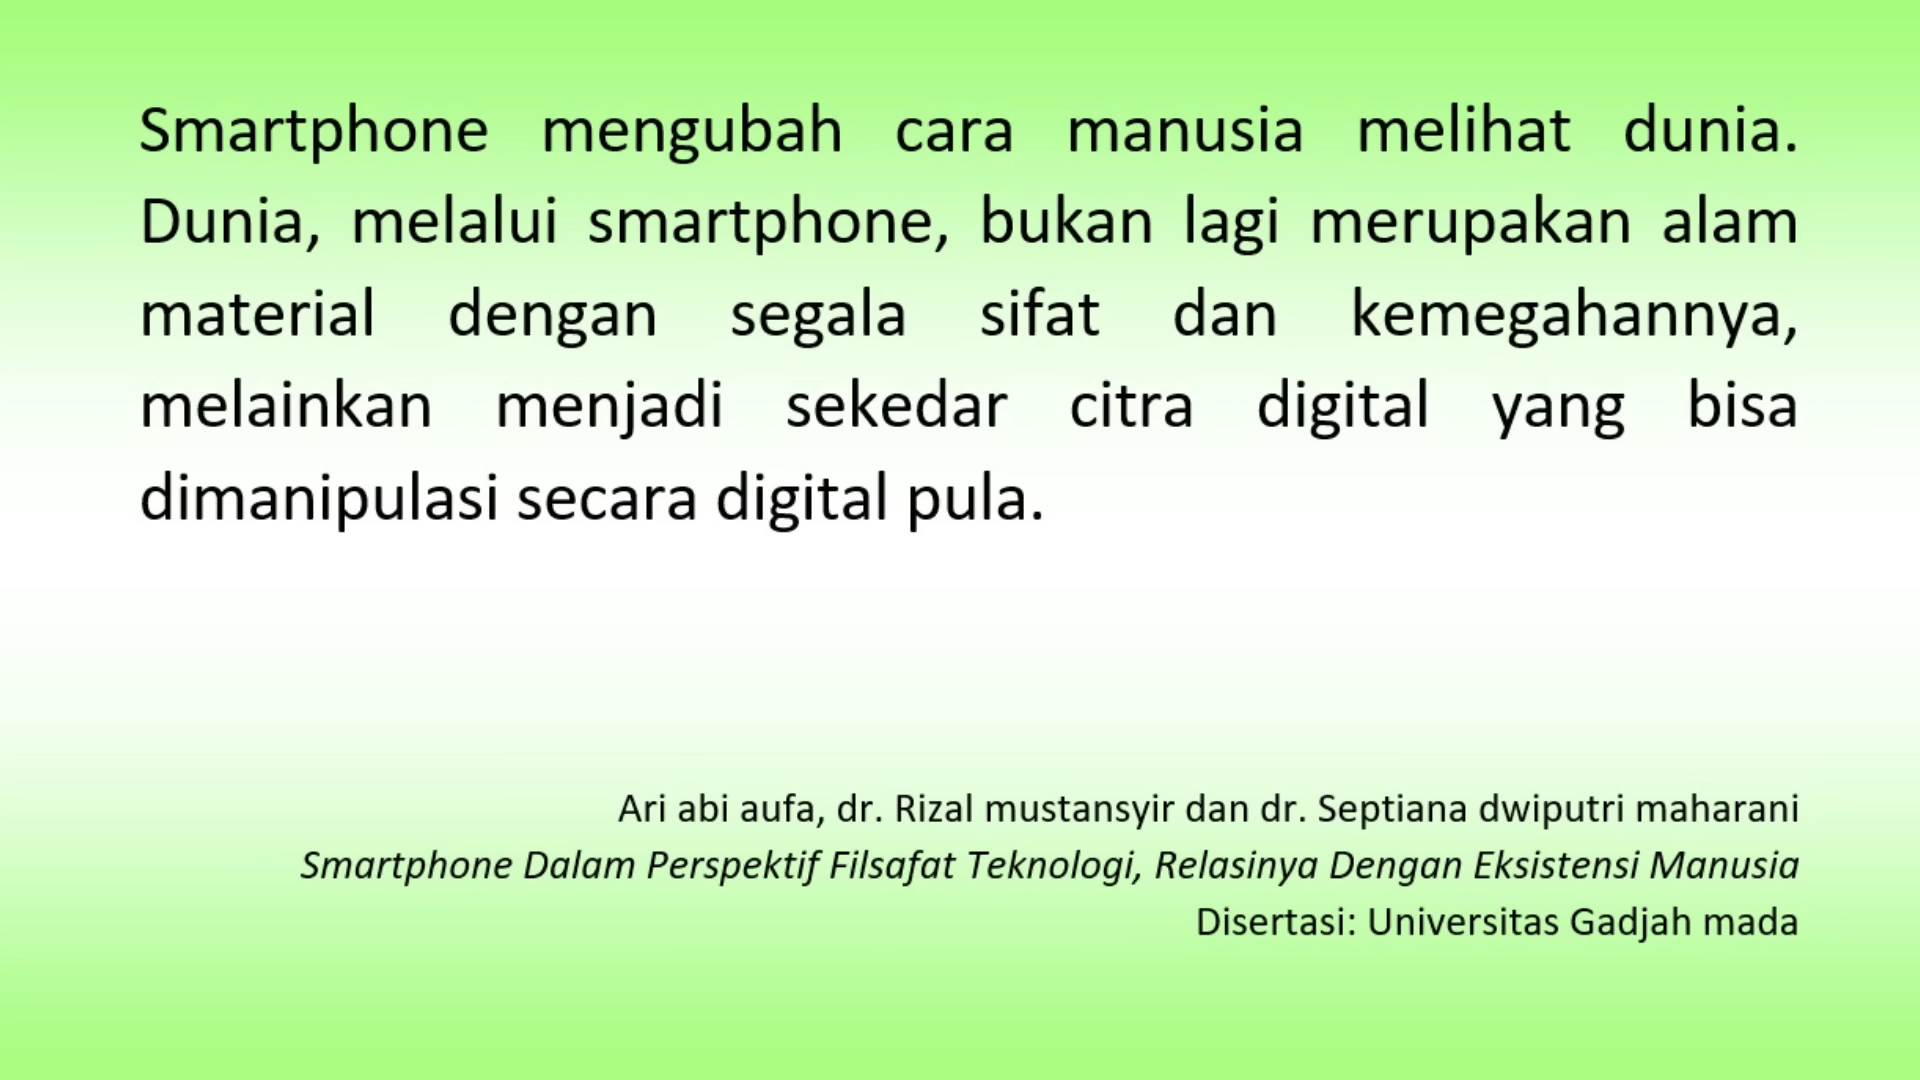 Smartphone mengubah cara manusia melihat dunia.
Dunia, melalui smartphone, bukan lagi merupakan alam
material dengan segala sifat dan kemegahannya,
melainkan menjadi sekedar citra digital yang bisa
dimanipulasi secara digital pula.
Ari abi aufa, dr. Rizal mustansyir dan dr. Septiana dwiputri maharani
Smartphone Dalam Perspektif Filsafat Teknologi, Relasinya Dengan Eksistensi Manusia
Disertasi: Universitas Gadjah mada